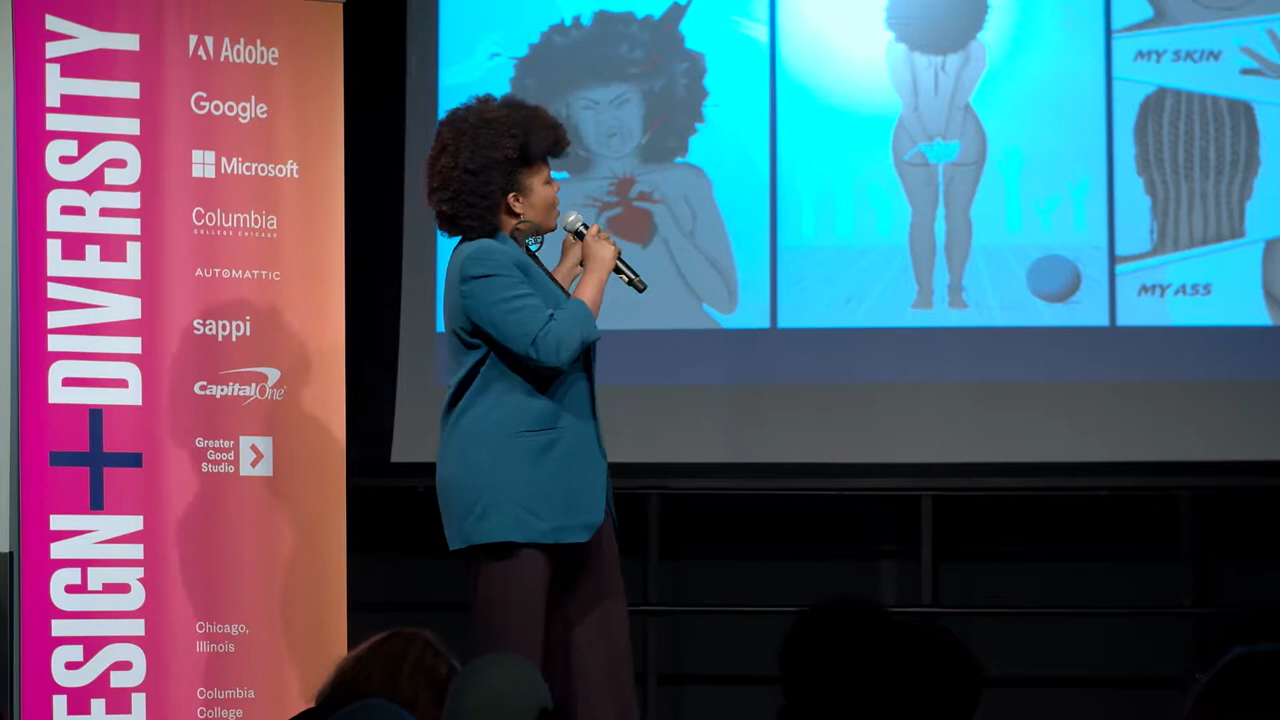 ESIGN+DIVERSITY
Adobe
Google
Microsoft
Columbia
COLLEGE CHICAGO
AUTOMATTIC
sappi
Capital One
Greater
Good
Studio
Chicago,
Illinois
Columbia
College
MY SKIN
MY ASS